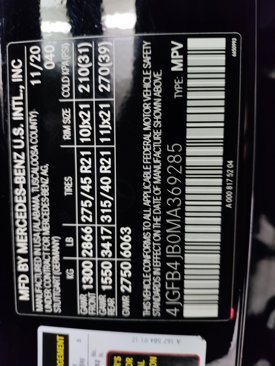 MFD BY MERCEDES-BENZ U.S. INTL., INC
MANUFACTURED IN USA (ALABAMA, TUSCALOOSA COUNTY)
UNDER CONTRACT FOR MERCEDES-BENZ AG,
11/20
040
KG LB TIRES RIM SIZE COLD KPA(PSI)
GAWR FRONT 1300 2866 275/45 R21 10Jx21 210(31)
GAWR REAR 1550 3417 315/40 R21 11Jx21 270(39)
GVWR 2750 6063
THIS VEHICLE CONFORMS TO ALL APPLICABLE FEDERAL MOTOR VEHICLE SAFETY
STANDARDS IN EFFECT ON THE DATE OF MANUFACTURE SHOWN ABOVE.
4JGFB4JB0MA369285 TYPE: MPV
A 000 817 52 04